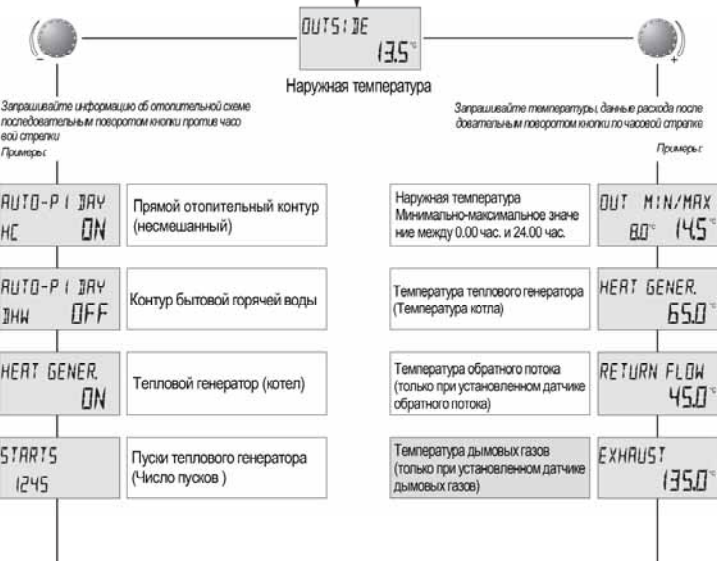 OUTSIDE
13.5°
Наружная температура
Запрашивайте информацию об отопительной схеме
последовательным поворотом кнопки против часо
вой стрелки
Примеры:
AUTO-P1 DAY
HC ON
Прямой отопительный контур
(несмешанный)
AUTO-P1 DAY
DHW OFF
Контур бытовой горячей воды
HEAT GENER.
ON
Тепловой генератор (котел)
STARTS
1245
Пуски теплового генератора
(Число пусков )
Запрашивайте температуры, данные расхода после
довательным поворотом кнопки по часовой стрелке
Примеры:
Наружная температура
Минимально-максимальное значе
ние между 0.00 час. и 24.00 час.
OUT MIN/MAX
8.0° 14.5°
Температура теплового генератора
(Температура котла)
HEAT GENER.
65.0°
Температура обратного потока
(только при установленном датчике
обратного потока)
RETURN FLOW
45.0°
Температура дымовых газов
(только при установленном датчике
дымовых газов)
EXHAUST
135.0°